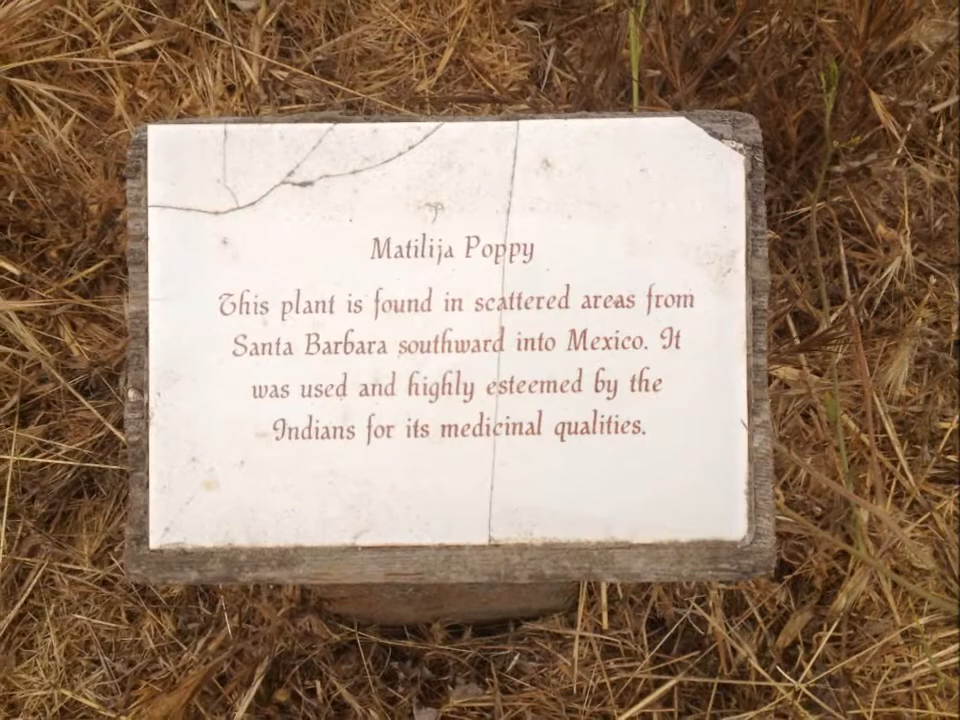 Matilija Poppy
This plant is found in scattered areas from
Santa Barbara southward into Mexico. It
was used and highly esteemed by the
Indians for its medicinal qualities.